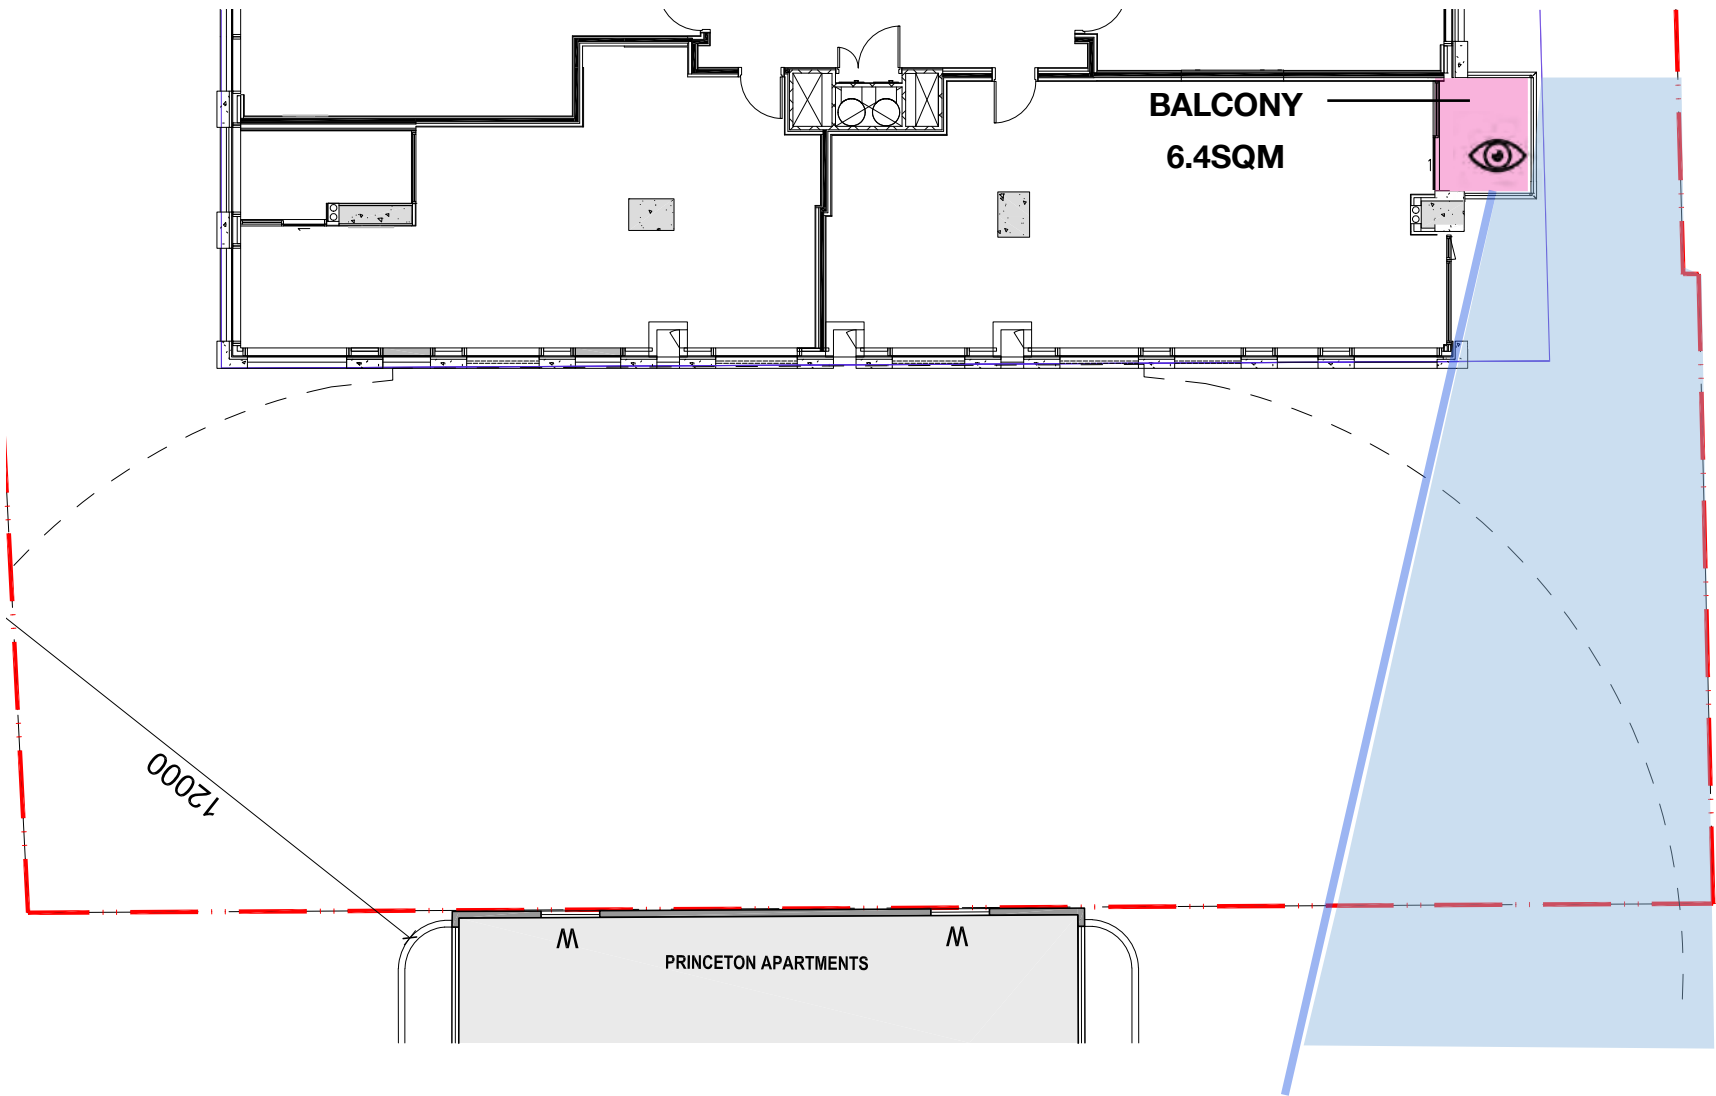 BALCONY
6.4SQM
12000
W
W
PRINCETON APARTMENTS